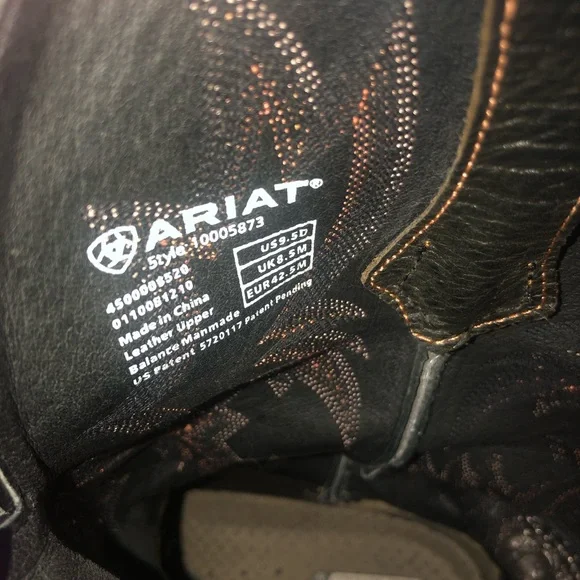 ARIAT®
Style 10005873
4500006520
0110081210
Made in China
Leather Upper
Balance Manmade
US Patent 5720117 Patent Pending
US9.5D
UK8.5M
EUR42.5M